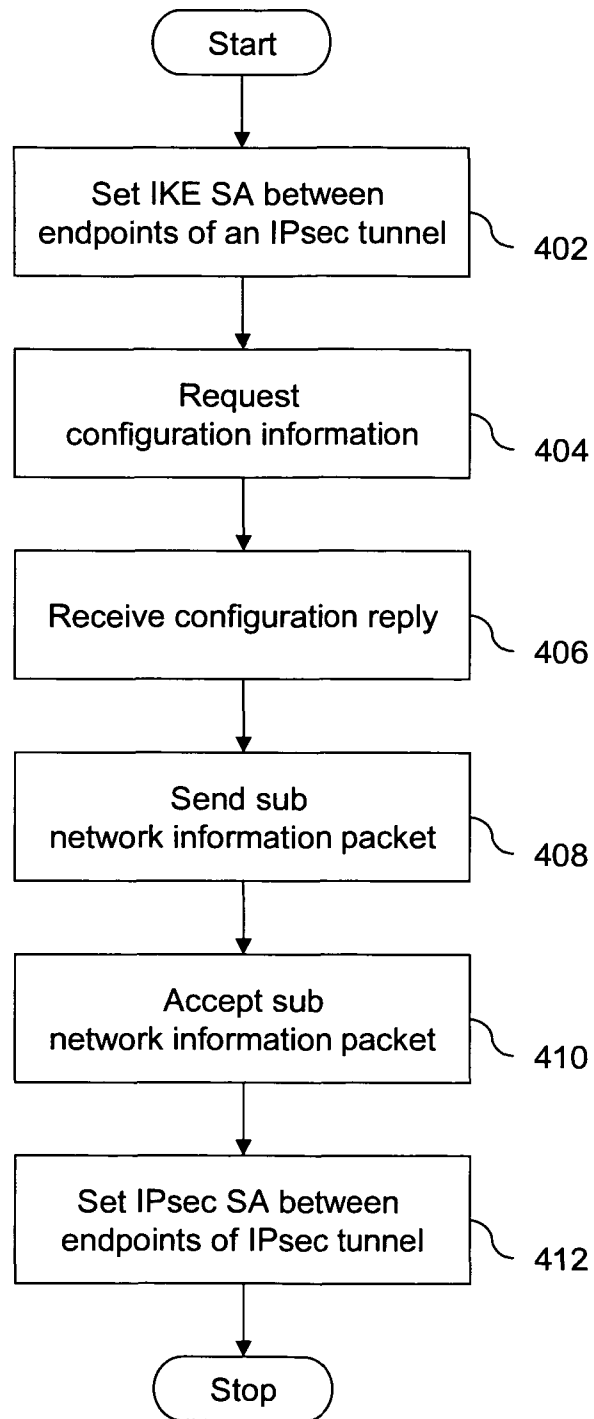 Start
Set IKE SA between
endpoints of an IPsec tunnel
402
Request
configuration information
404
Receive configuration reply
406
Send sub
network information packet
408
Accept sub
network information packet
410
Set IPsec SA between
endpoints of IPsec tunnel
412
Stop